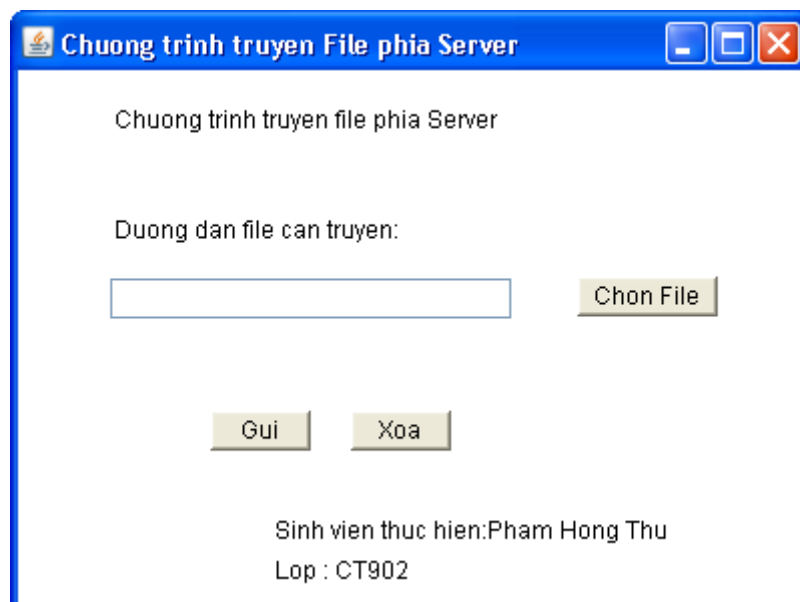 Chuong trinh truyen File phia Server
Chuong trinh truyen file phia Server
Duong dan file can truyen:
Chon File
Gui Xoa
Sinh vien thuc hien:Pham Hong Thu
Lop : CT902